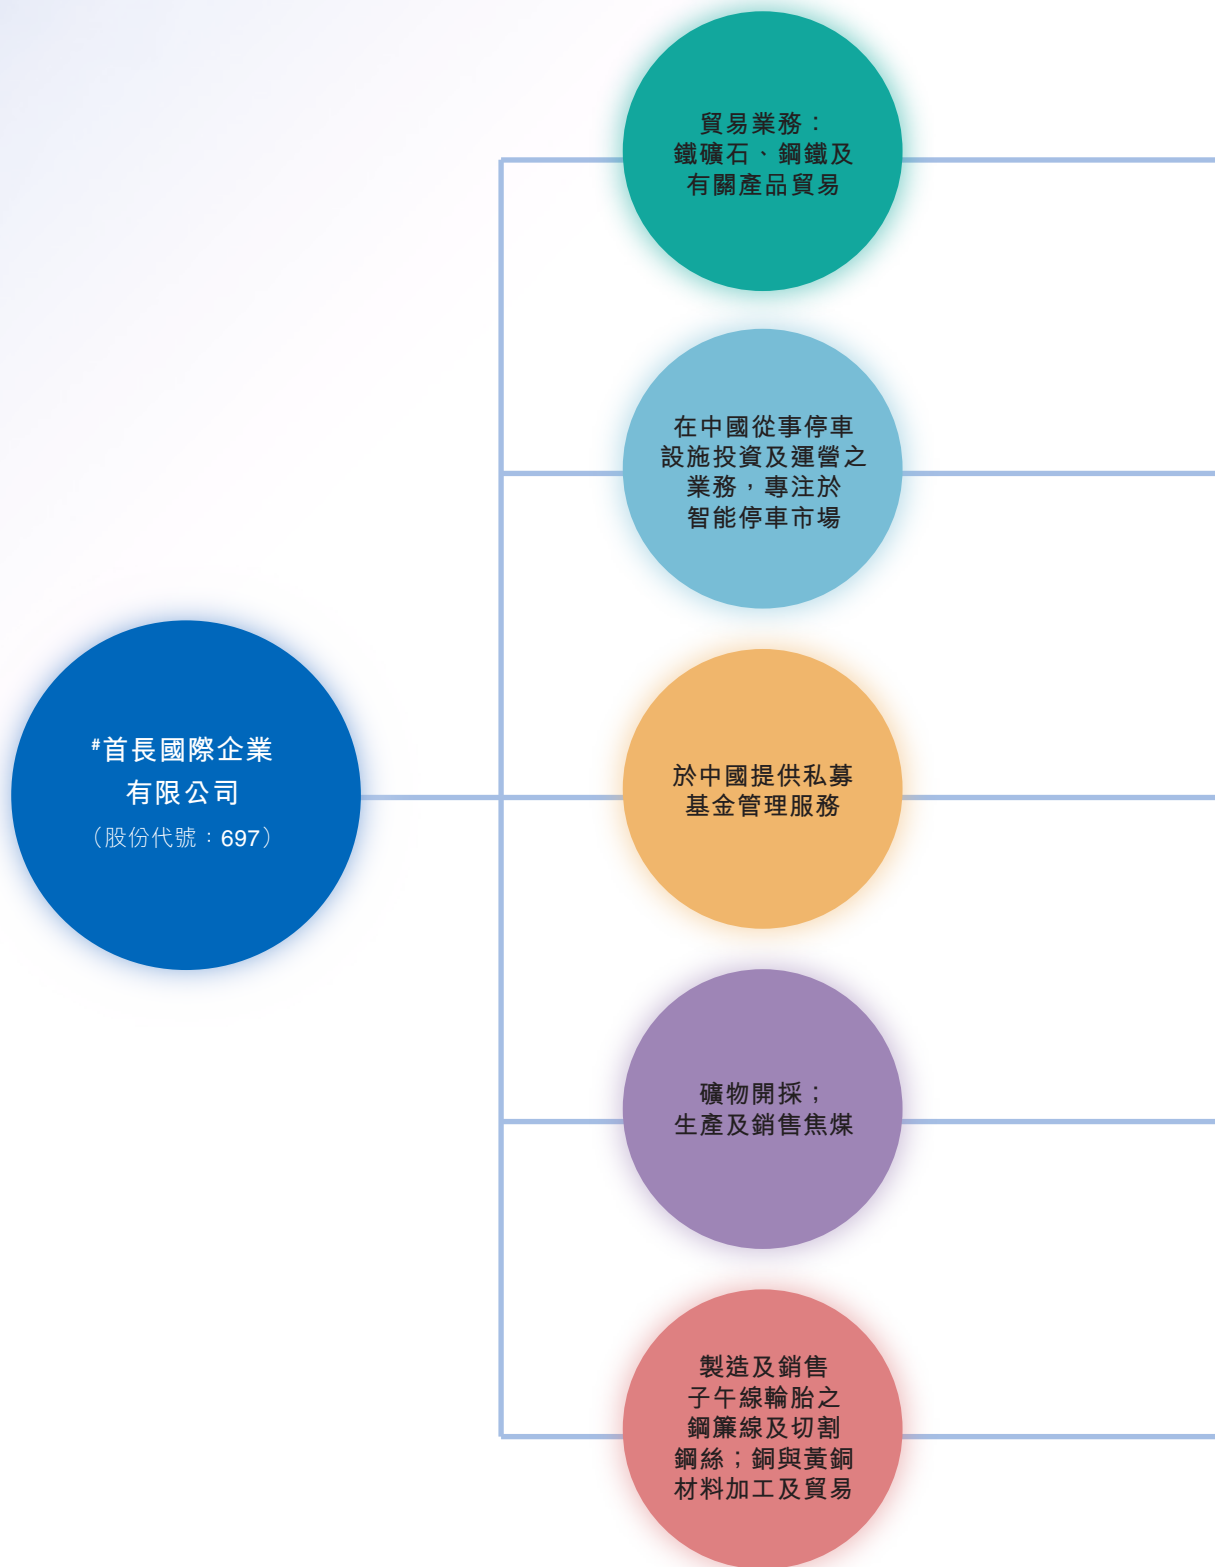 貿易業務：
鐵礦石、鋼鐵及
有關產品貿易
在中國從事停車
設施投資及運營之
業務，專注於
智能停車市場
#首長國際企業
有限公司
（股份代號：697）
於中國提供私募
基金管理服務
礦物開採；
生產及銷售焦煤
製造及銷售
子午線輪胎之
鋼簾線及切割
鋼絲；銅與黃銅
材料加工及貿易